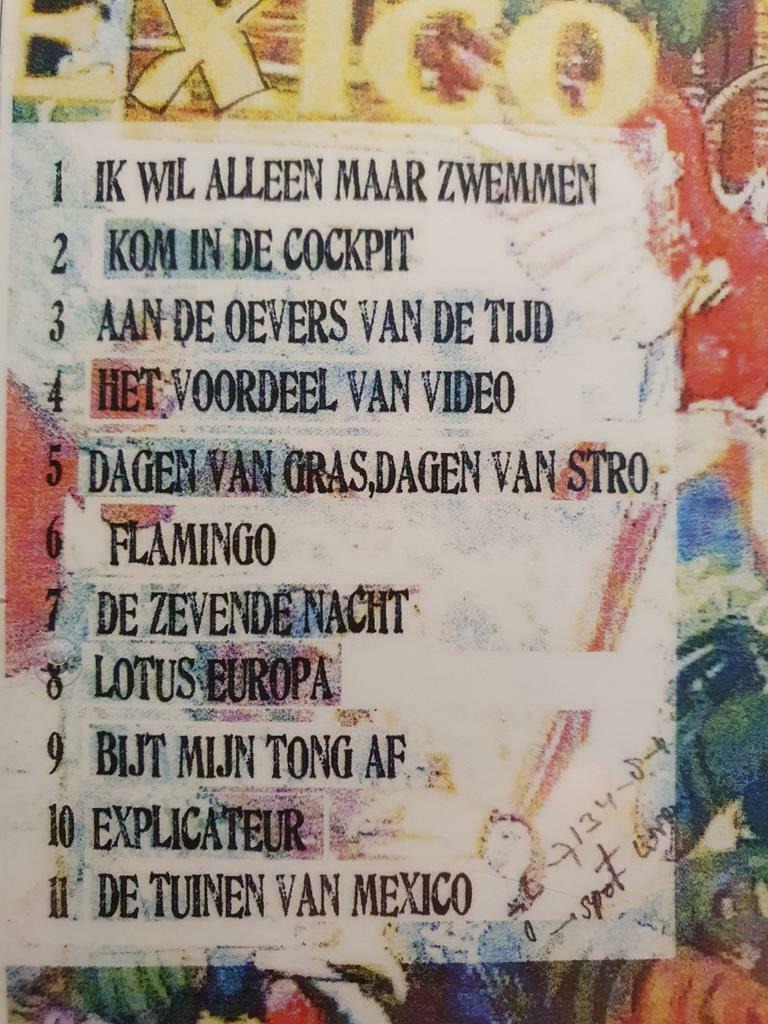 Exico
1 IK WIL ALLEEN MAAR ZWEMMEN
2 KOM IN DE COCKPIT
3 AAN DE OEVERS VAN DE TIJD
4 HET VOORDEEL VAN VIDEO
5 DAGEN VAN GRAS,DAGEN VAN STRO
6 FLAMINGO
7 DE ZEVENDE NACHT
8 LOTUS EUROPA
9 BIJT MIJN TONG AF
10 EXPLICATEUR
11 DE TUINEN VAN MEXICO
spot